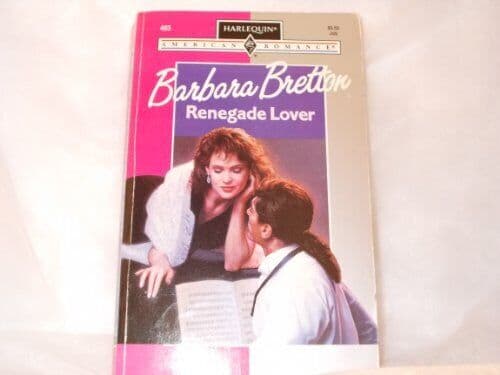 HARLEQUIN®
AMERICAN ROMANCE®
Barbara Bretton
Renegade Lover